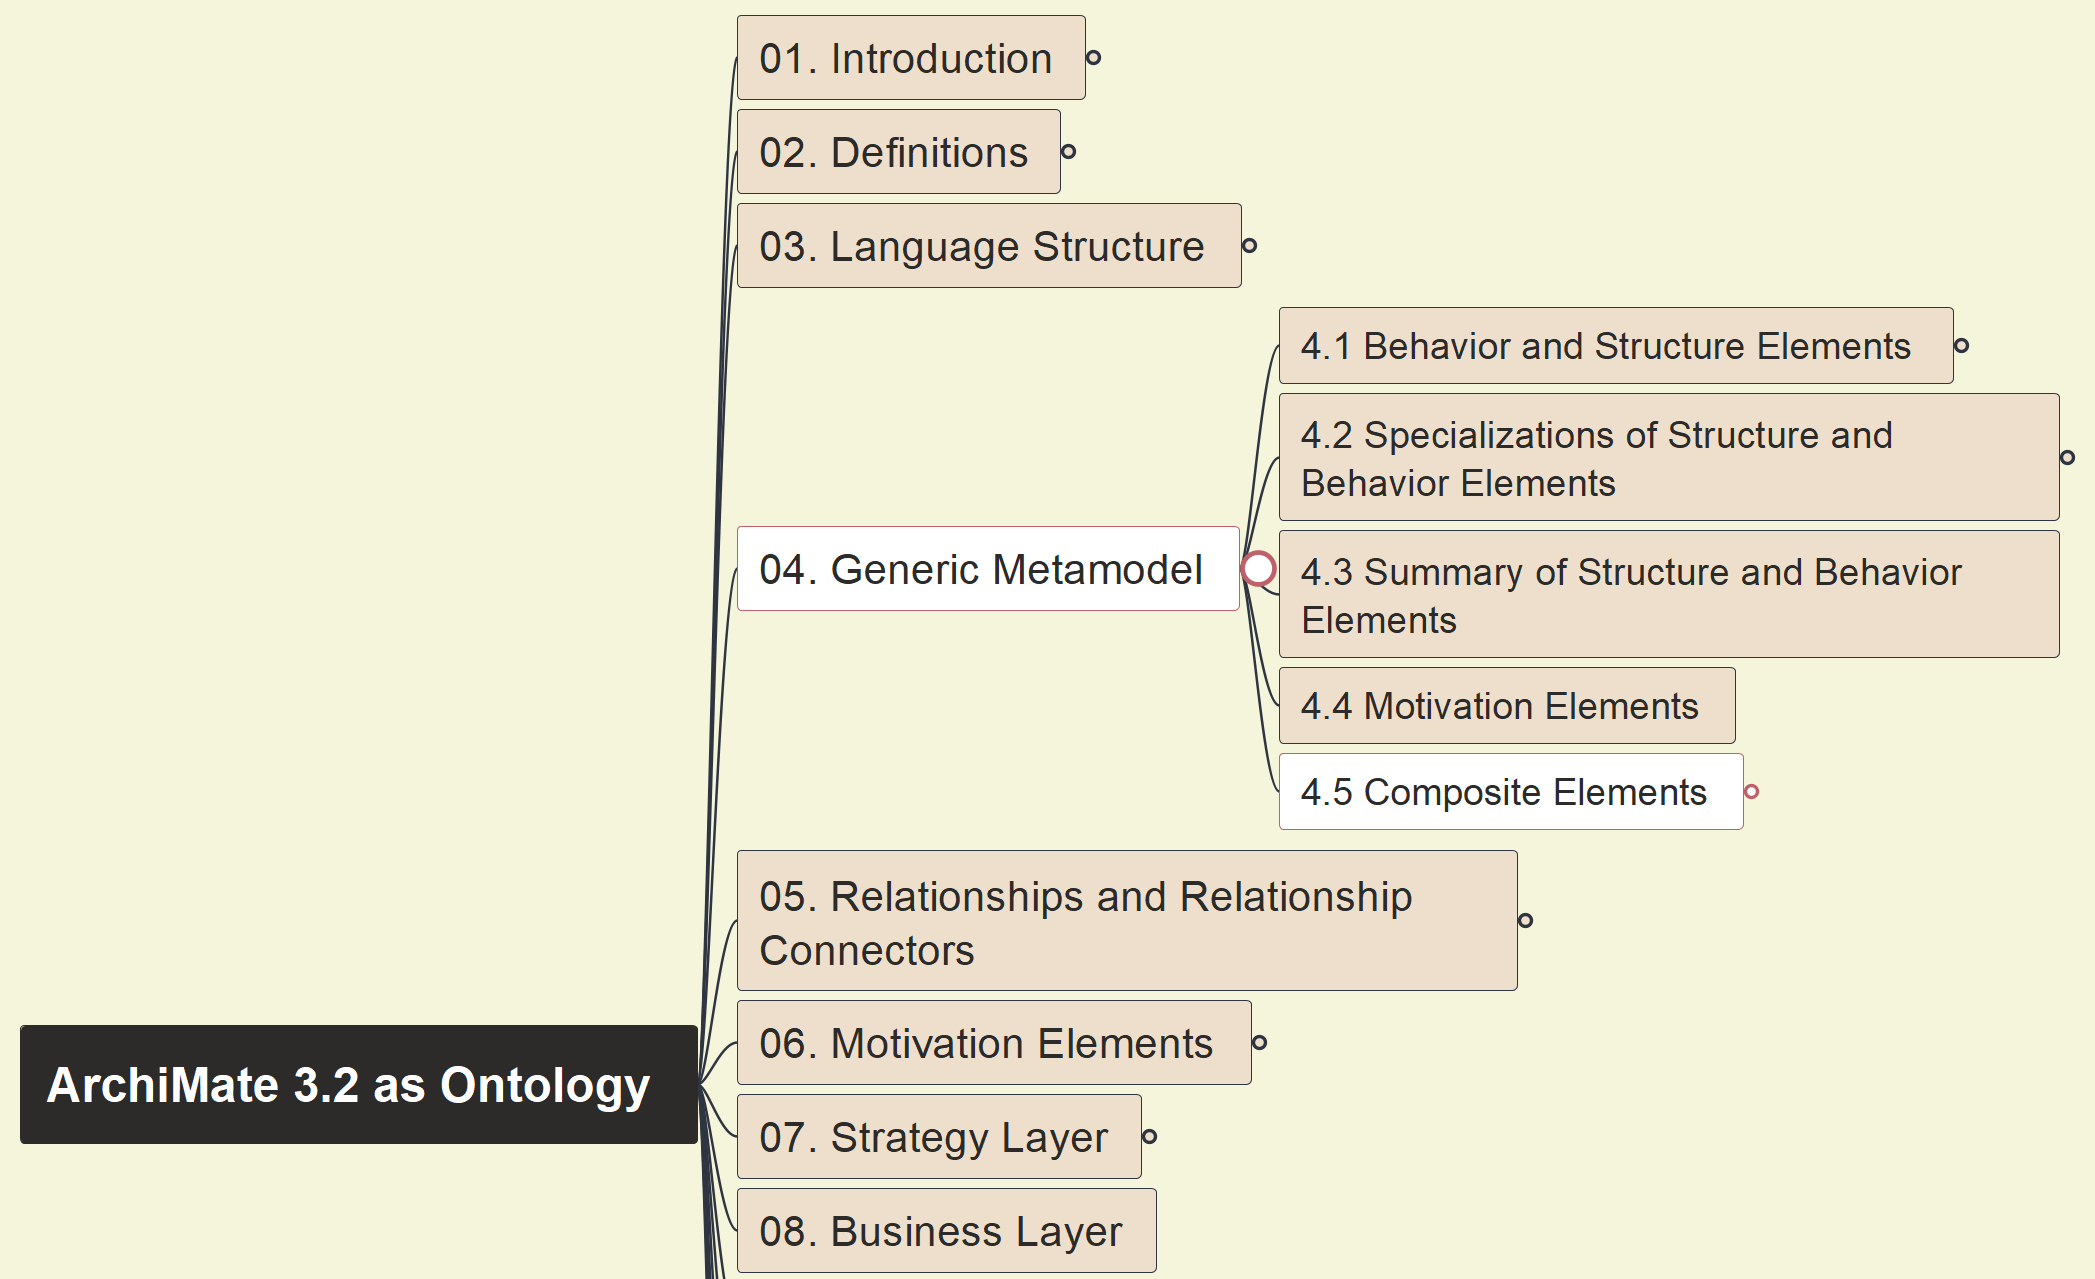 01. Introduction
02. Definitions
03. Language Structure
04. Generic Metamodel
4.1 Behavior and Structure Elements
4.2 Specializations of Structure and
Behavior Elements
4.3 Summary of Structure and Behavior
Elements
4.4 Motivation Elements
4.5 Composite Elements
05. Relationships and Relationship
Connectors
06. Motivation Elements
ArchiMate 3.2 as Ontology
07. Strategy Layer
08. Business Layer